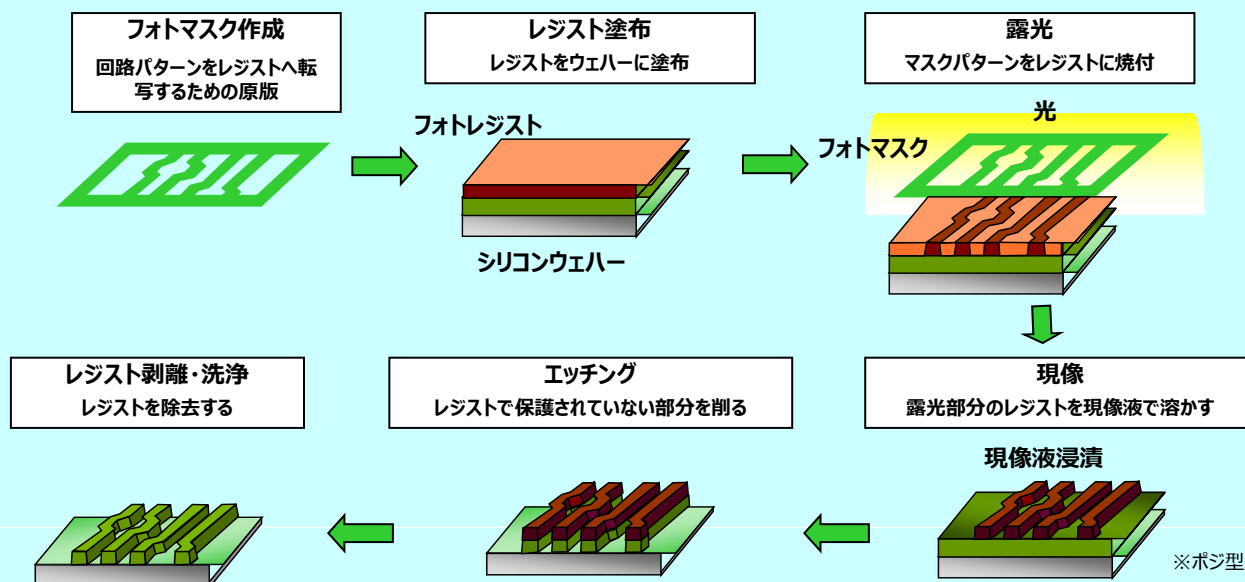 フォトマスク作成
回路パターンをレジストへ転
写するための原版
レジスト塗布
レジストをウェハーに塗布
フォトレジスト
シリコンウェハー
露光
マスクパターンをレジストに焼付
光
フォトマスク
現像
露光部分のレジストを現像液で溶かす
現像液浸漬
※ポジ型
エッチング
レジストで保護されていない部分を削る
レジスト剥離・洗浄
レジストを除去する